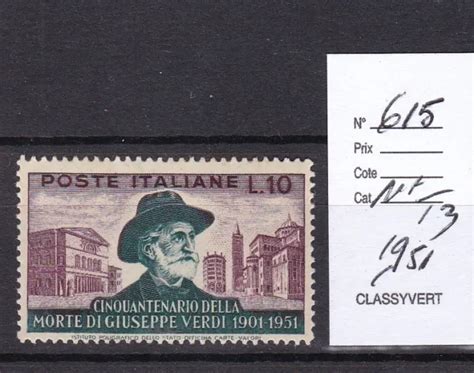 POSTE ITALIANE L.10
CINQUANTENARIO DELLA
MORTE DI GIUSEPPE VERDI 1901-1951
ISTITUTO POLIGRAFICO DELLO STATO OFFICINA CARTE-VALORI
N° 615
Prix
Cote
Cat
1951
CLASSYVERT